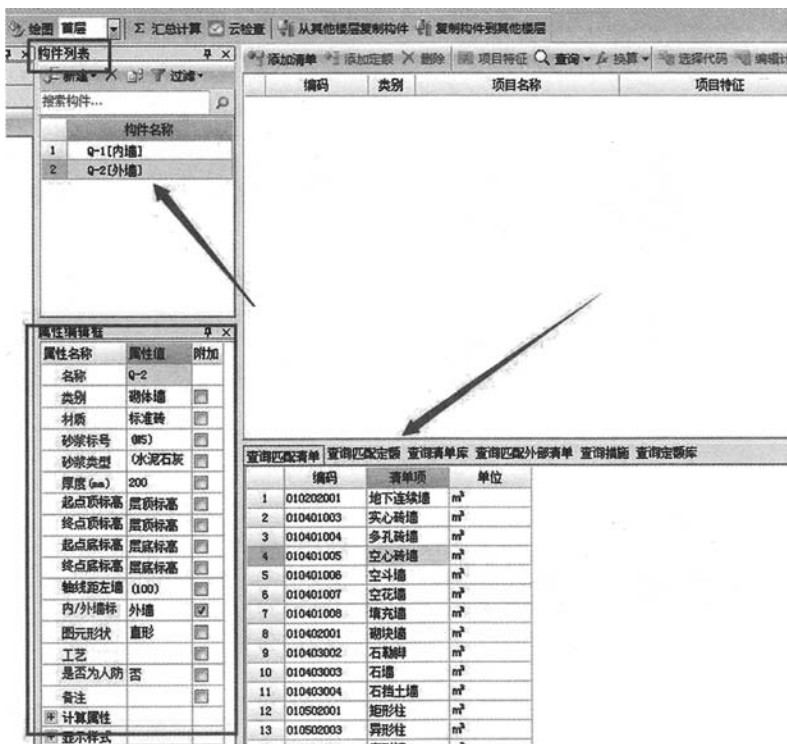 绘图 首层 Σ 汇总计算 云检查 从其他楼层复制构件 复制构件到其他楼层
构件列表
新建 过滤
搜索构件...
构件名称
1 Q-1[内墙]
2 Q-2[外墙]
添加清单 添加定额 删除 项目特征 查询 换算 选择代码 编辑计
编码 类别 项目名称 项目特征
属性编辑框
属性名称 属性值 附加
名称 Q-2
类别 砌体墙
材质 标准砖
砂浆标号 (M5)
砂浆类型 (水泥石灰
厚度(mm) 200
起点顶标高 层顶标高
终点顶标高 层顶标高
起点底标高 层底标高
终点底标高 层底标高
轴线距左墙 (100)
内/外墙标 外墙
图元形状 直形
工艺
是否为人防 否
备注
计算属性
显示样式
查询匹配清单 查询匹配定额 查询清单库 查询匹配外部清单 查询措施 查询定额库
编码 清单项 单位
1 010202001 地下连续墙 m³
2 010401003 实心砖墙 m³
3 010401004 多孔砖墙 m³
4 010401005 空心砖墙 m³
5 010401006 空斗墙 m³
6 010401007 空花墙 m³
7 010401008 填充墙 m³
8 010402001 砌块墙 m³
9 010403002 石勒脚 m³
10 010403003 石墙 m³
11 010403004 石挡土墙 m³
12 010502001 矩形柱 m³
13 010502003 异形柱 m³